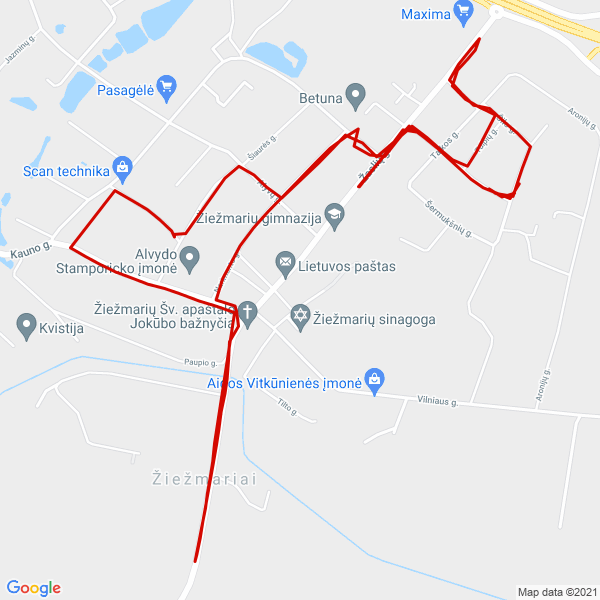 Maxima
Jazminų g.
Pasagėlė
Betuna
Aronijų g.
Šiaurės g.
Taikos g.
Scan technika
Žaslių g.
Žiežmarių gimnazija
Šermukšnių g.
Kauno g.
Alvydo
Stamporicko įmonė
Lietuvos paštas
Žiežmarių Šv. apaštalo
Jokūbo bažnyčia
Žiežmarių sinagoga
Kvistija
Paupio g.
Aidos Vitkūnienės įmonė
Aronijų g.
Vilniaus g.
Tilto g.
Žiežmariai
Google
Map data ©2021